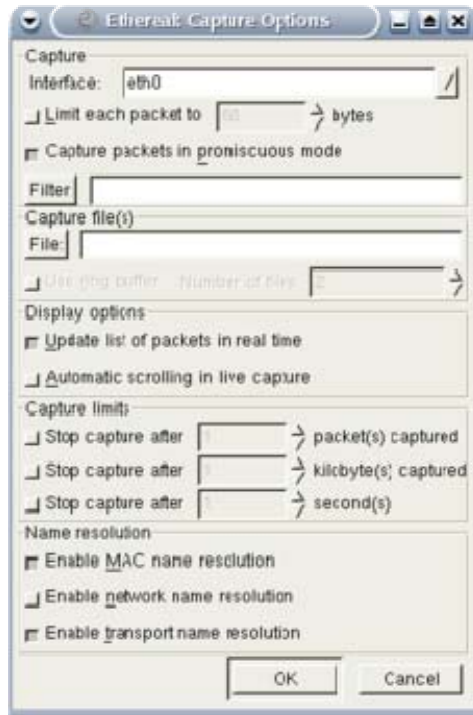 Ethereal: Capture Options
Capture
Interface: eth0
Limit each packet to 68 bytes
Capture packets in promiscuous mode
Filter
Capture file(s)
File:
Use ring buffer Number of files 2
Display options
Update list of packets in real time
Automatic scrolling in live capture
Capture limits
Stop capture after 1 packet(s) captured
Stop capture after 1 kilobyte(s) captured
Stop capture after 1 second(s)
Name resolution
Enable MAC name resolution
Enable network name resolution
Enable transport name resolution
OK Cancel